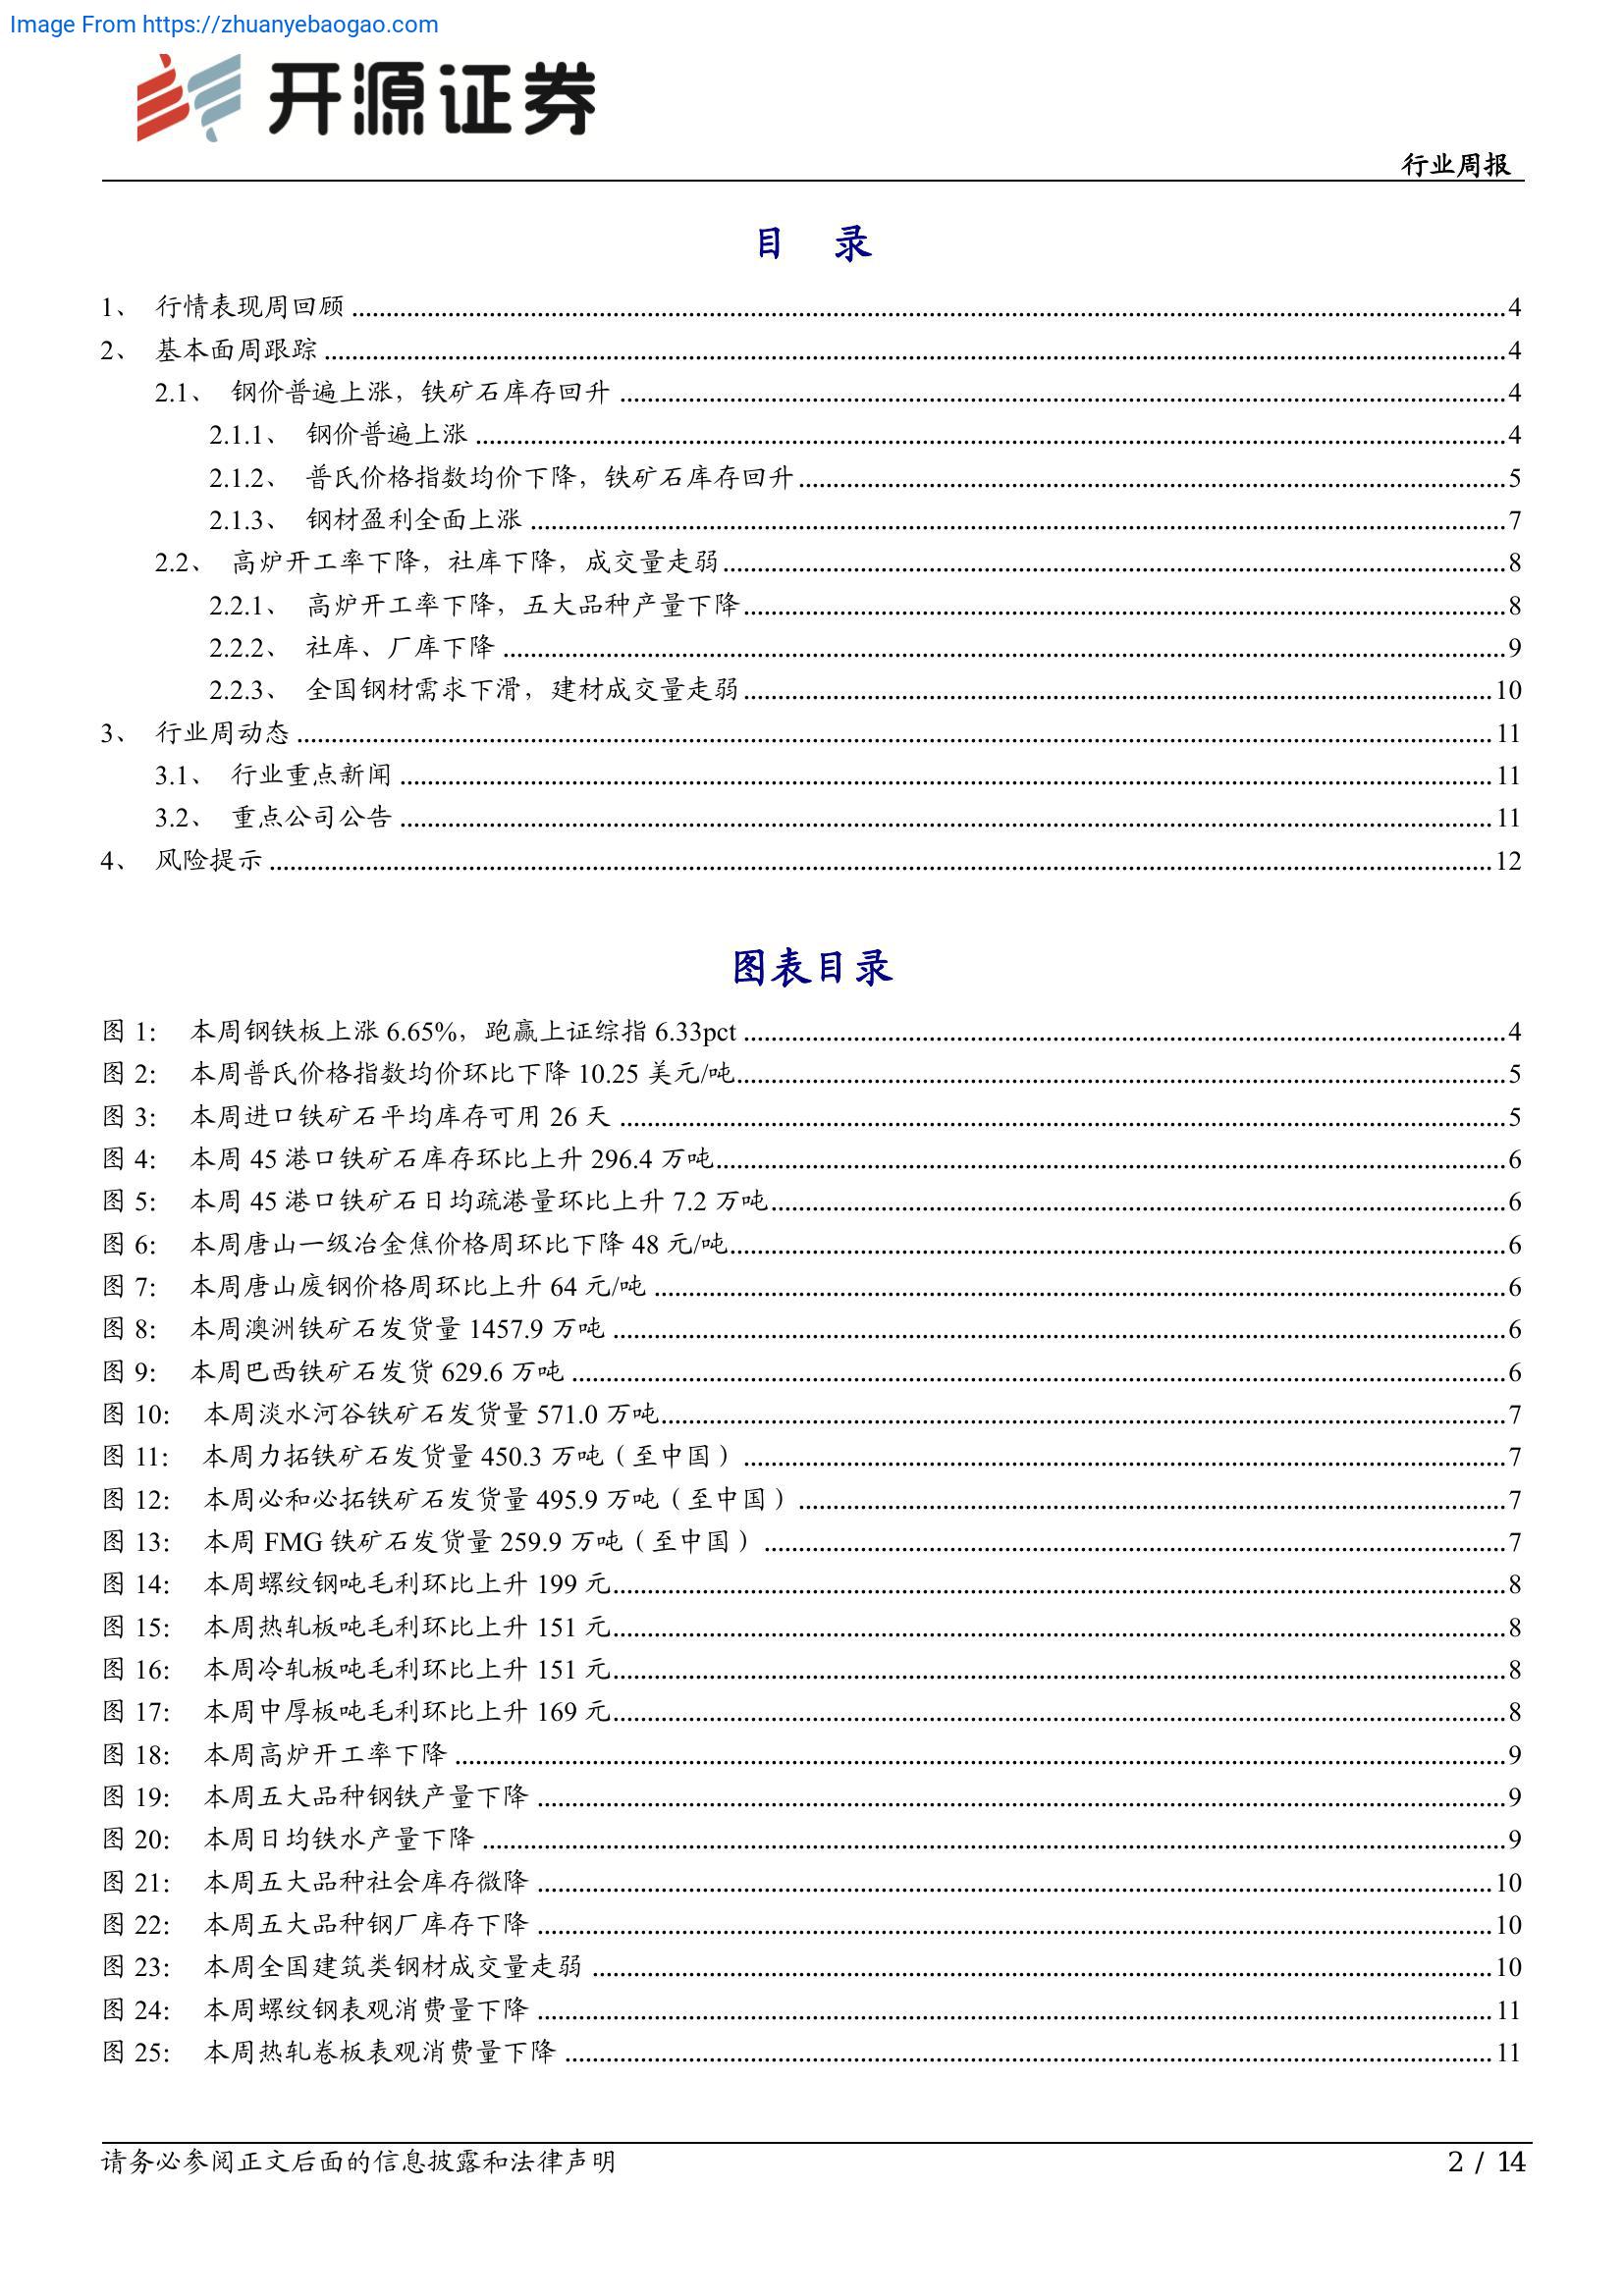 Image From https://zhuanyebaogao.com
开源证券
行业周报
目 录
1、 行情表现周回顾 4
2、 基本面周跟踪 4
2.1、 钢价普遍上涨，铁矿石库存回升 4
2.1.1、 钢价普遍上涨 4
2.1.2、 普氏价格指数均价下降，铁矿石库存回升 5
2.1.3、 钢材盈利全面上涨 7
2.2、 高炉开工率下降，社库下降，成交量走弱 8
2.2.1、 高炉开工率下降，五大品种产量下降 8
2.2.2、 社库、厂库下降 9
2.2.3、 全国钢材需求下滑，建材成交量走弱 10
3、 行业周动态 11
3.1、 行业重点新闻 11
3.2、 重点公司公告 11
4、 风险提示 12
图表目录
图 1： 本周钢铁板上涨 6.65%，跑赢上证综指 6.33pct 4
图 2： 本周普氏价格指数均价环比下降 10.25 美元/吨 5
图 3： 本周进口铁矿石平均库存可用 26 天 5
图 4： 本周 45 港口铁矿石库存环比上升 296.4 万吨 6
图 5： 本周 45 港口铁矿石日均疏港量环比上升 7.2 万吨 6
图 6： 本周唐山一级冶金焦价格周环比下降 48 元/吨 6
图 7： 本周唐山废钢价格周环比上升 64 元/吨 6
图 8： 本周澳洲铁矿石发货量 1457.9 万吨 6
图 9： 本周巴西铁矿石发货 629.6 万吨 6
图 10： 本周淡水河谷铁矿石发货量 571.0 万吨 7
图 11： 本周力拓铁矿石发货量 450.3 万吨（至中国） 7
图 12： 本周必和必拓铁矿石发货量 495.9 万吨（至中国） 7
图 13： 本周 FMG 铁矿石发货量 259.9 万吨（至中国） 7
图 14： 本周螺纹钢吨毛利环比上升 199 元 8
图 15： 本周热轧板吨毛利环比上升 151 元 8
图 16： 本周冷轧板吨毛利环比上升 151 元 8
图 17： 本周中厚板吨毛利环比上升 169 元 8
图 18： 本周高炉开工率下降 9
图 19： 本周五大品种钢铁产量下降 9
图 20： 本周日均铁水产量下降 9
图 21： 本周五大品种社会库存微降 10
图 22： 本周五大品种钢厂库存下降 10
图 23： 本周全国建筑类钢材成交量走弱 10
图 24： 本周螺纹钢表观消费量下降 11
图 25： 本周热轧卷板表观消费量下降 11
请务必参阅正文后面的信息披露和法律声明 2 / 14